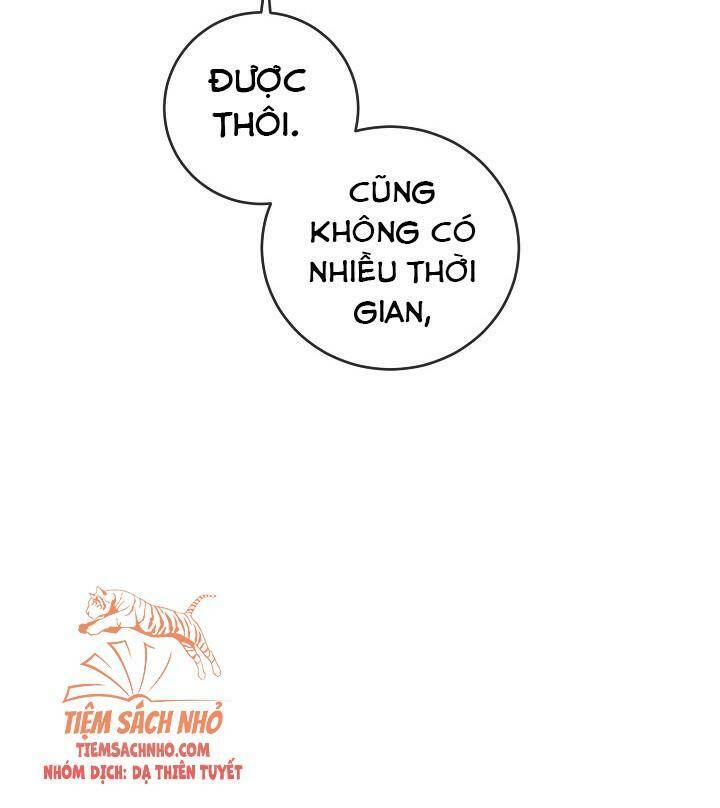 ĐƯỢC
THÔI.
CŨNG
KHÔNG CÓ
NHIỀU THỜI
GIAN,
TIỆM SÁCH NHỎ
TIEMSACHNHO.COM
NHÓM DỊCH: DẠ THIÊN TUYẾT